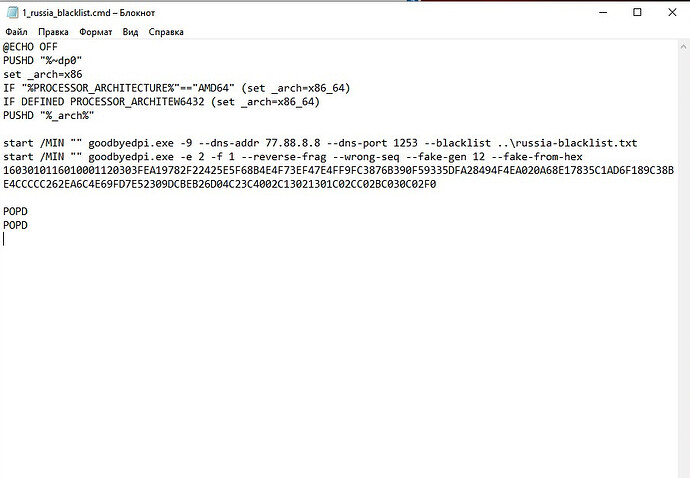 1_russia_blacklist.cmd – Блокнот
Файл Правка Формат Вид Справка
@ECHO OFF
PUSHD "%~dp0"
set _arch=x86
IF "%PROCESSOR_ARCHITECTURE%"=="AMD64" (set _arch=x86_64)
IF DEFINED PROCESSOR_ARCHITEW6432 (set _arch=x86_64)
PUSHD "%_arch%"
start /MIN "" goodbyedpi.exe -9 --dns-addr 77.88.8.8 --dns-port 1253 --blacklist ..\russia-blacklist.txt
start /MIN "" goodbyedpi.exe -e 2 -f 1 --reverse-frag --wrong-seq --fake-gen 12 --fake-from-hex
1603010116010001120303FEA19782F22425E5F68B4E4F73EF47E4FF9FC3876B390F59335DFA28494F4EA020A68E17835C1AD6F189C38B
E4CCCCC262EA6C4E69FD7E52309DCBEB26D04C23C4002C13021301C02CC02BC030C02F0
POPD
POPD